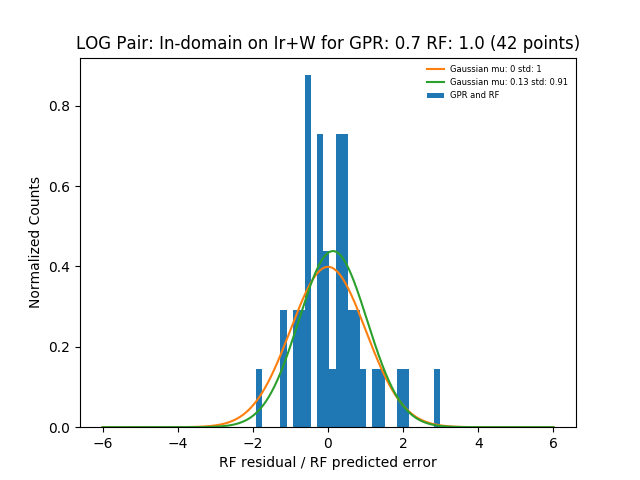 LOG Pair: In-domain on Ir+W for GPR: 0.7 RF: 1.0 (42 points)
Gaussian mu: 0 std: 1
Gaussian mu: 0.13 std: 0.91
GPR and RF
Normalized Counts
0.8
0.6
0.4
0.2
0.0
−6 −4 −2 0 2 4 6
RF residual / RF predicted error